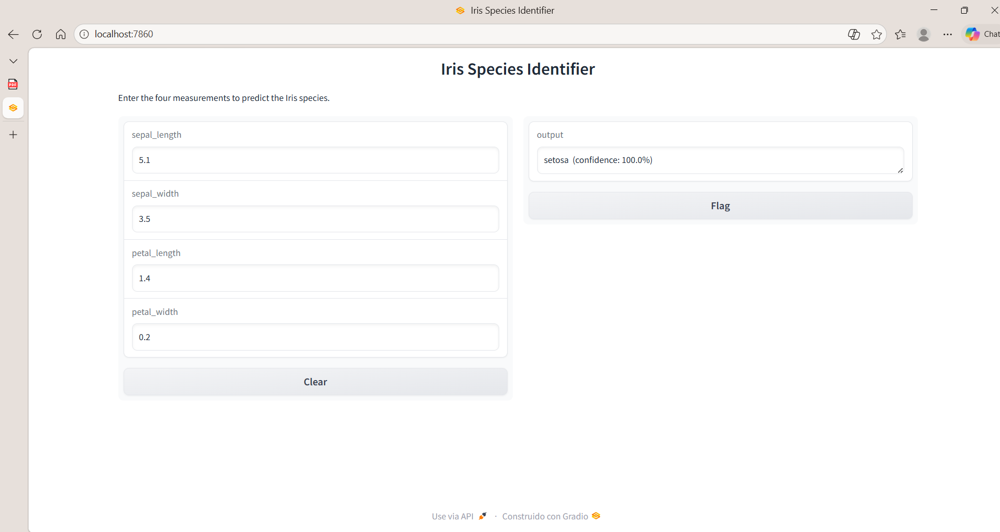 Iris Species Identifier
localhost:7860
Chat
PDF
Iris Species Identifier
Enter the four measurements to predict the Iris species.
sepal_length
5.1
sepal_width
3.5
petal_length
1.4
petal_width
0.2
Clear
output
setosa (confidence: 100.0%)
Flag
Use via API · Construido con Gradio